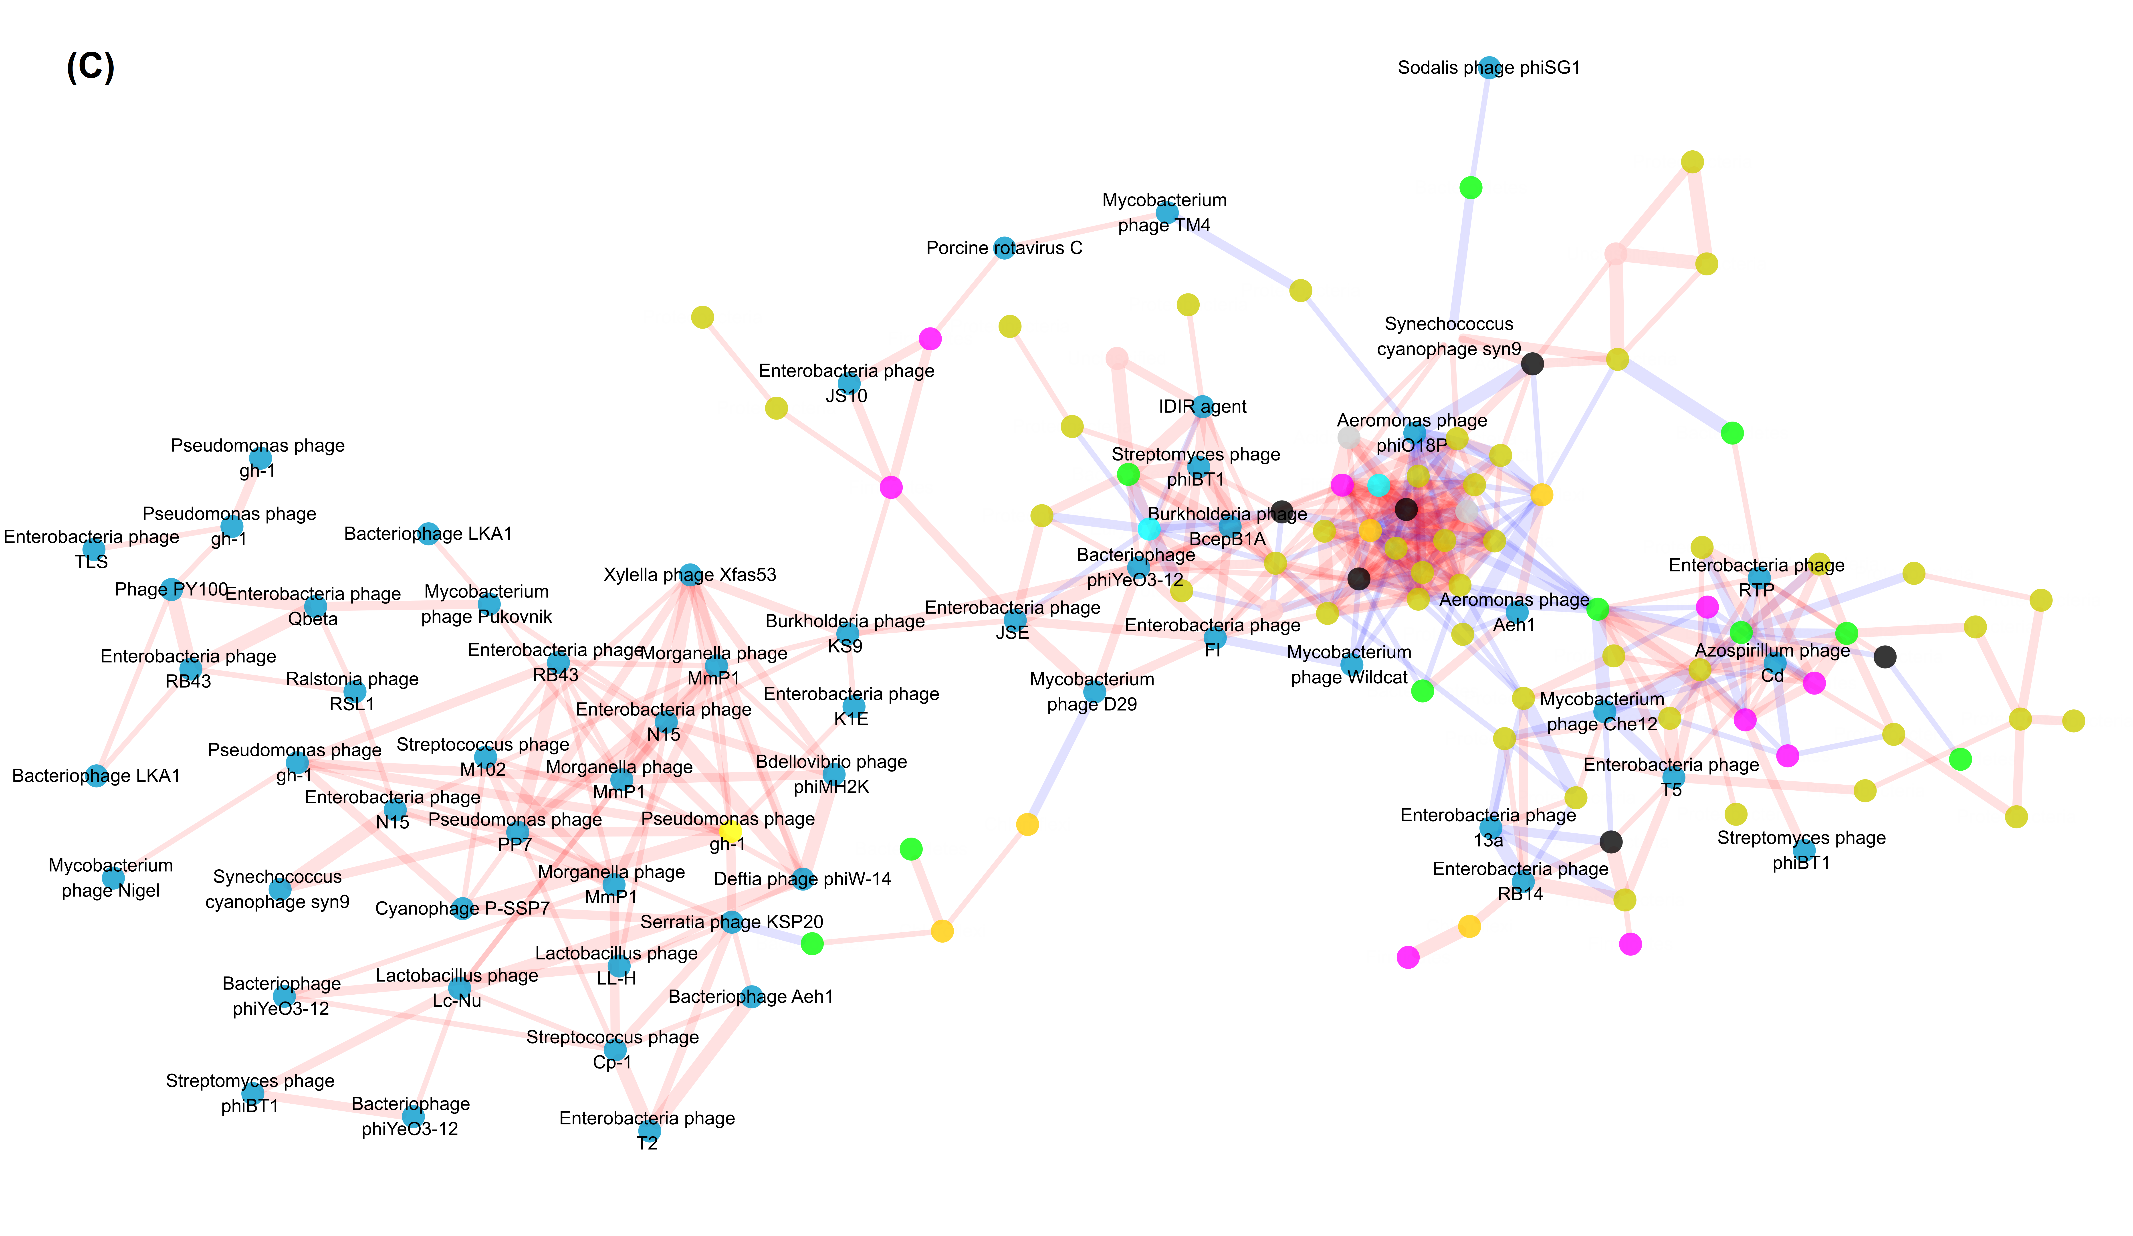 (C)
Sodalis phage phiSG1
Mycobacterium
phage TM4
Porcine rotavirus C
Synechococcus
cyanophage syn9
Enterobacteria phage
JS10
IDIR agent
Aeromonas phage
phiO18P
Streptomyces phage
phiBT1
Pseudomonas phage
gh-1
Pseudomonas phage
gh-1
Enterobacteria phage
TLS
Bacteriophage LKA1
Burkholderia phage
BcepB1A
Bacteriophage
phiYeO3-12
Xylella phage Xfas53
Phage PY100
Enterobacteria phage
Qbeta
Mycobacterium
phage Pukovnik
Enterobacteria phage
RTP
Aeromonas phage
Aeh1
Enterobacteria phage
JSE
Burkholderia phage
KS9
Enterobacteria phage
FI
Enterobacteria phage
RB43
Ralstonia phage
RSL1
Enterobacteria phage
RB43
Morganella phage
MmP1
Mycobacterium
phage Wildcat
Azospirillum phage
Cd
Mycobacterium
phage D29
Enterobacteria phage
K1E
Mycobacterium
phage Che12
Enterobacteria phage
N15
Pseudomonas phage
gh-1
Streptococcus phage
M102
Morganella phage
MmP1
Bdellovibrio phage
phiMH2K
Enterobacteria phage
T5
Bacteriophage LKA1
Enterobacteria phage
N15
Pseudomonas phage
PP7
Pseudomonas phage
gh-1
Enterobacteria phage
13a
Streptomyces phage
phiBT1
Mycobacterium
phage Nigel
Synechococcus
cyanophage syn9
Morganella phage
MmP1
Deftia phage phiW-14
Enterobacteria phage
RB14
Cyanophage P-SSP7
Serratia phage KSP20
Lactobacillus phage
LL-H
Bacteriophage
phiYeO3-12
Lactobacillus phage
Lc-Nu
Bacteriophage Aeh1
Streptococcus phage
Cp-1
Streptomyces phage
phiBT1
Bacteriophage
phiYeO3-12
Enterobacteria phage
T2